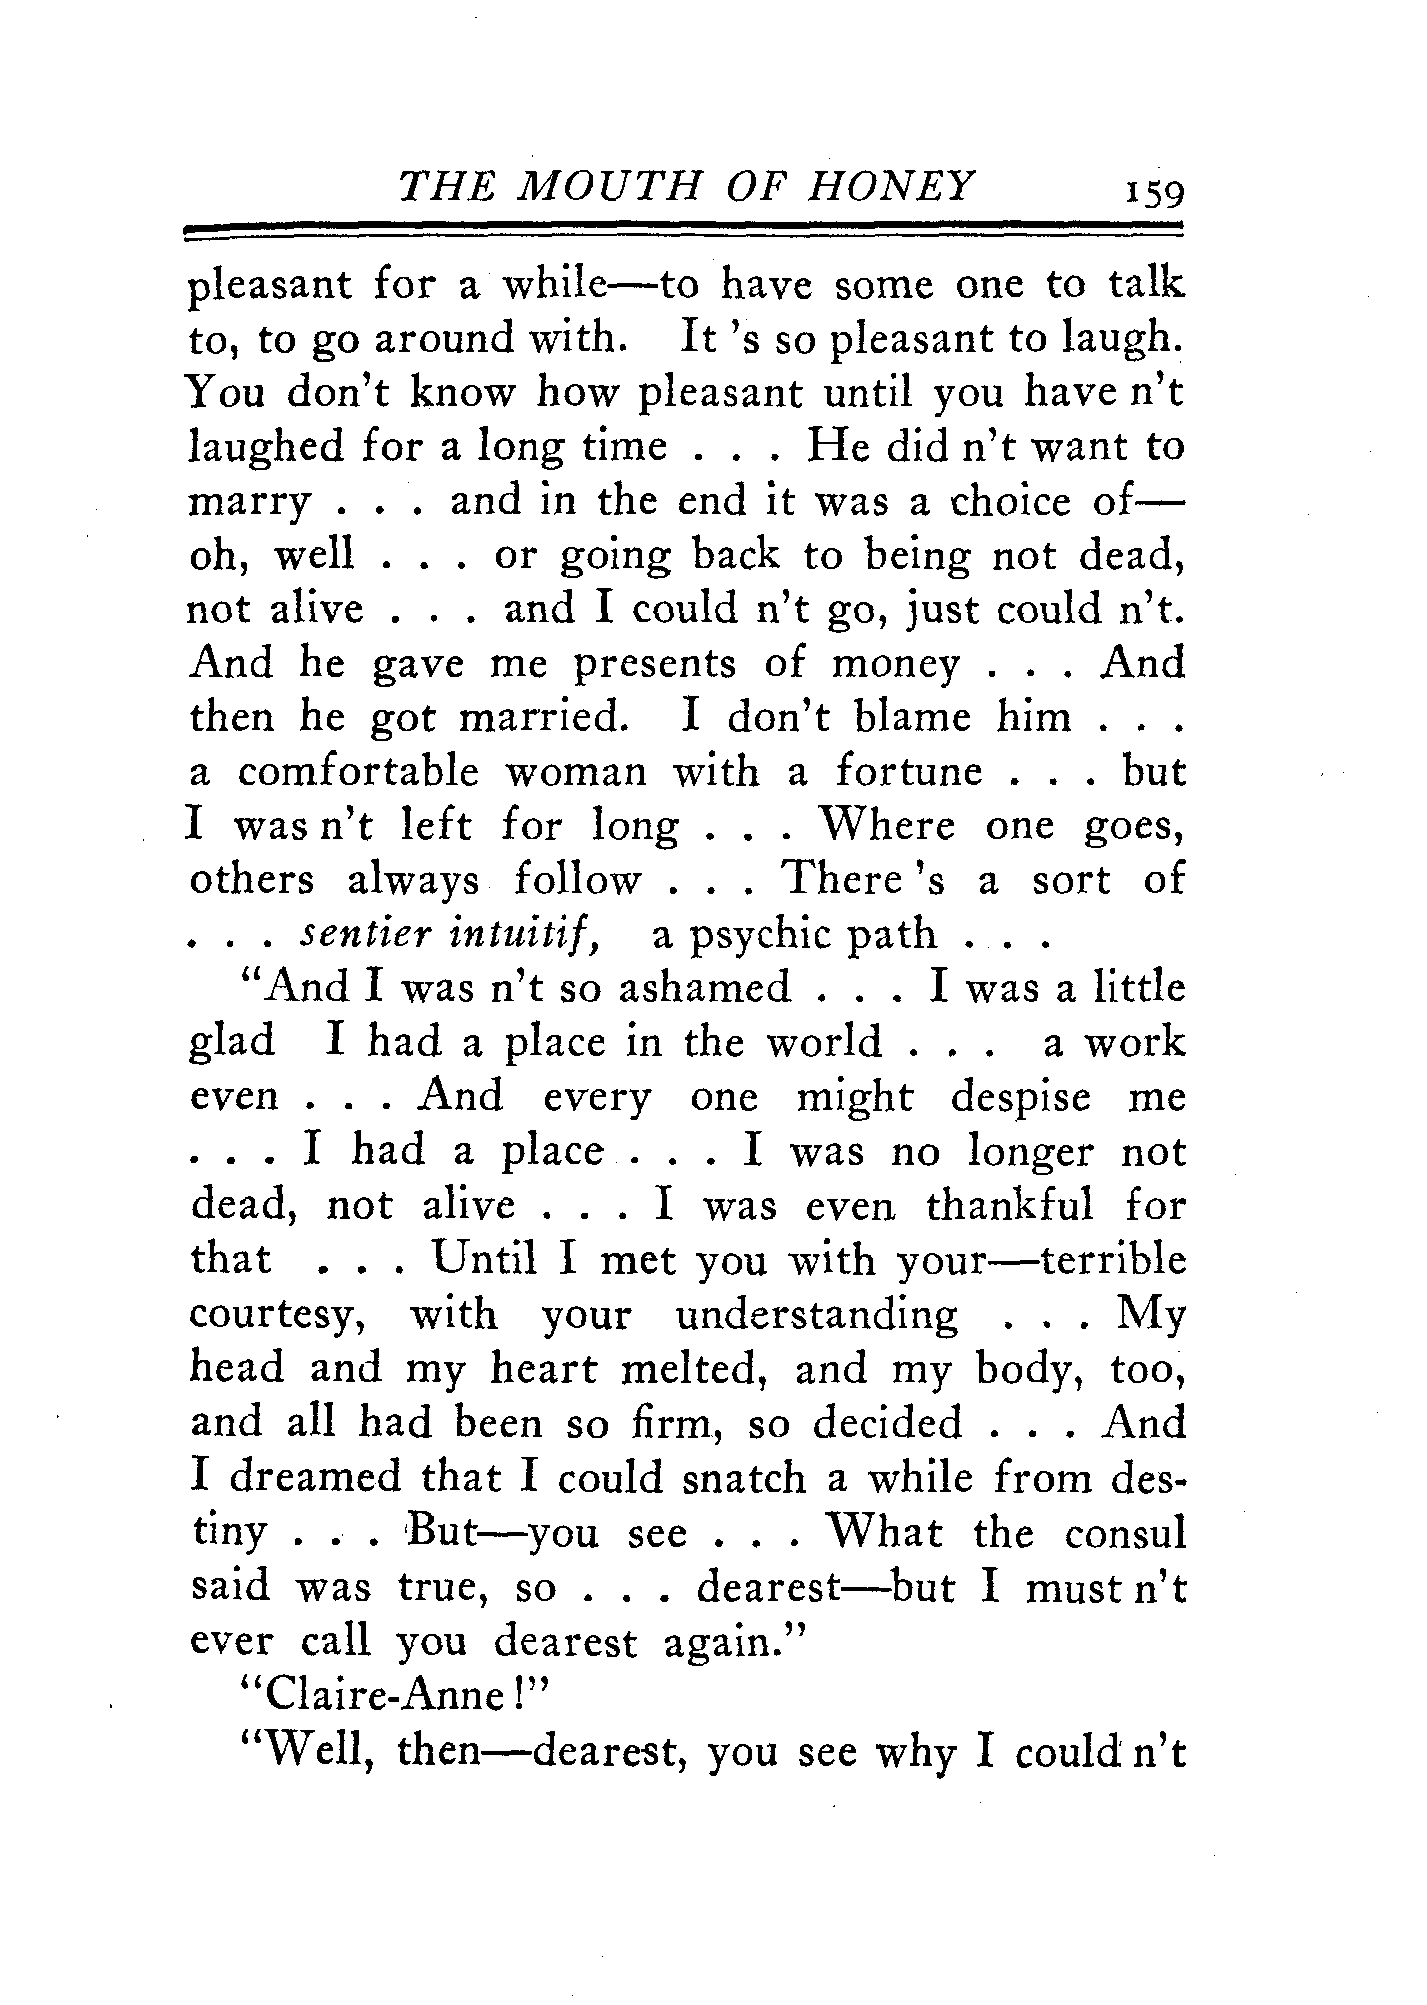 THE MOUTH OF HONEY 159
pleasant for a while—to have some one to talk
to, to go around with. It 's so pleasant to laugh.
You don't know how pleasant until you have n't
laughed for a long time . . . He did n't want to
marry . . . and in the end it was a choice of—
oh, well . . . or going back to being not dead,
not alive . . . and I could n't go, just could n't.
And he gave me presents of money . . . And
then he got married. I don't blame him . . .
a comfortable woman with a fortune . . . but
I was n't left for long . . . Where one goes,
others always follow . . . There 's a sort of
. . . sentier intuitif, a psychic path . . .
"And I was n't so ashamed . . . I was a little
glad I had a place in the world . . . a work
even . . . And every one might despise me
. . . I had a place . . . I was no longer not
dead, not alive . . . I was even thankful for
that . . . Until I met you with your—terrible
courtesy, with your understanding . . . My
head and my heart melted, and my body, too,
and all had been so firm, so decided . . . And
I dreamed that I could snatch a while from des-
tiny . . . But—you see . . . What the consul
said was true, so . . . dearest—but I must n't
ever call you dearest again."
"Claire-Anne!"
"Well, then—dearest, you see why I could n't